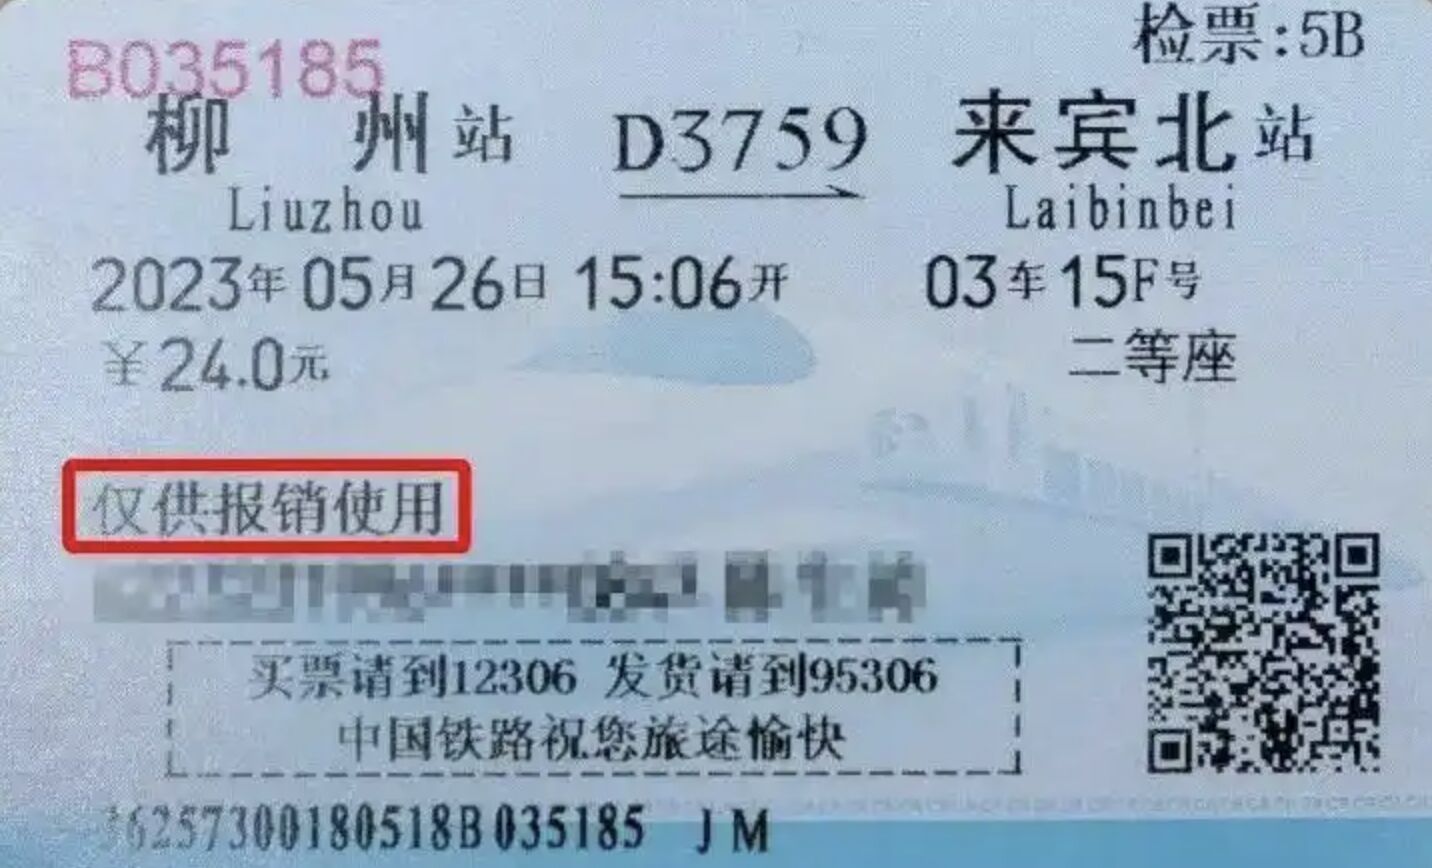 检票:5B
B035185
柳州站 D3759 来宾北站
Liuzhou Laibinbei
2023年05月26日 15:06开 03车15F号
￥24.0元 二等座
仅供报销使用
买票请到12306 发货请到95306
中国铁路祝您旅途愉快
36257300180518B035185 JM